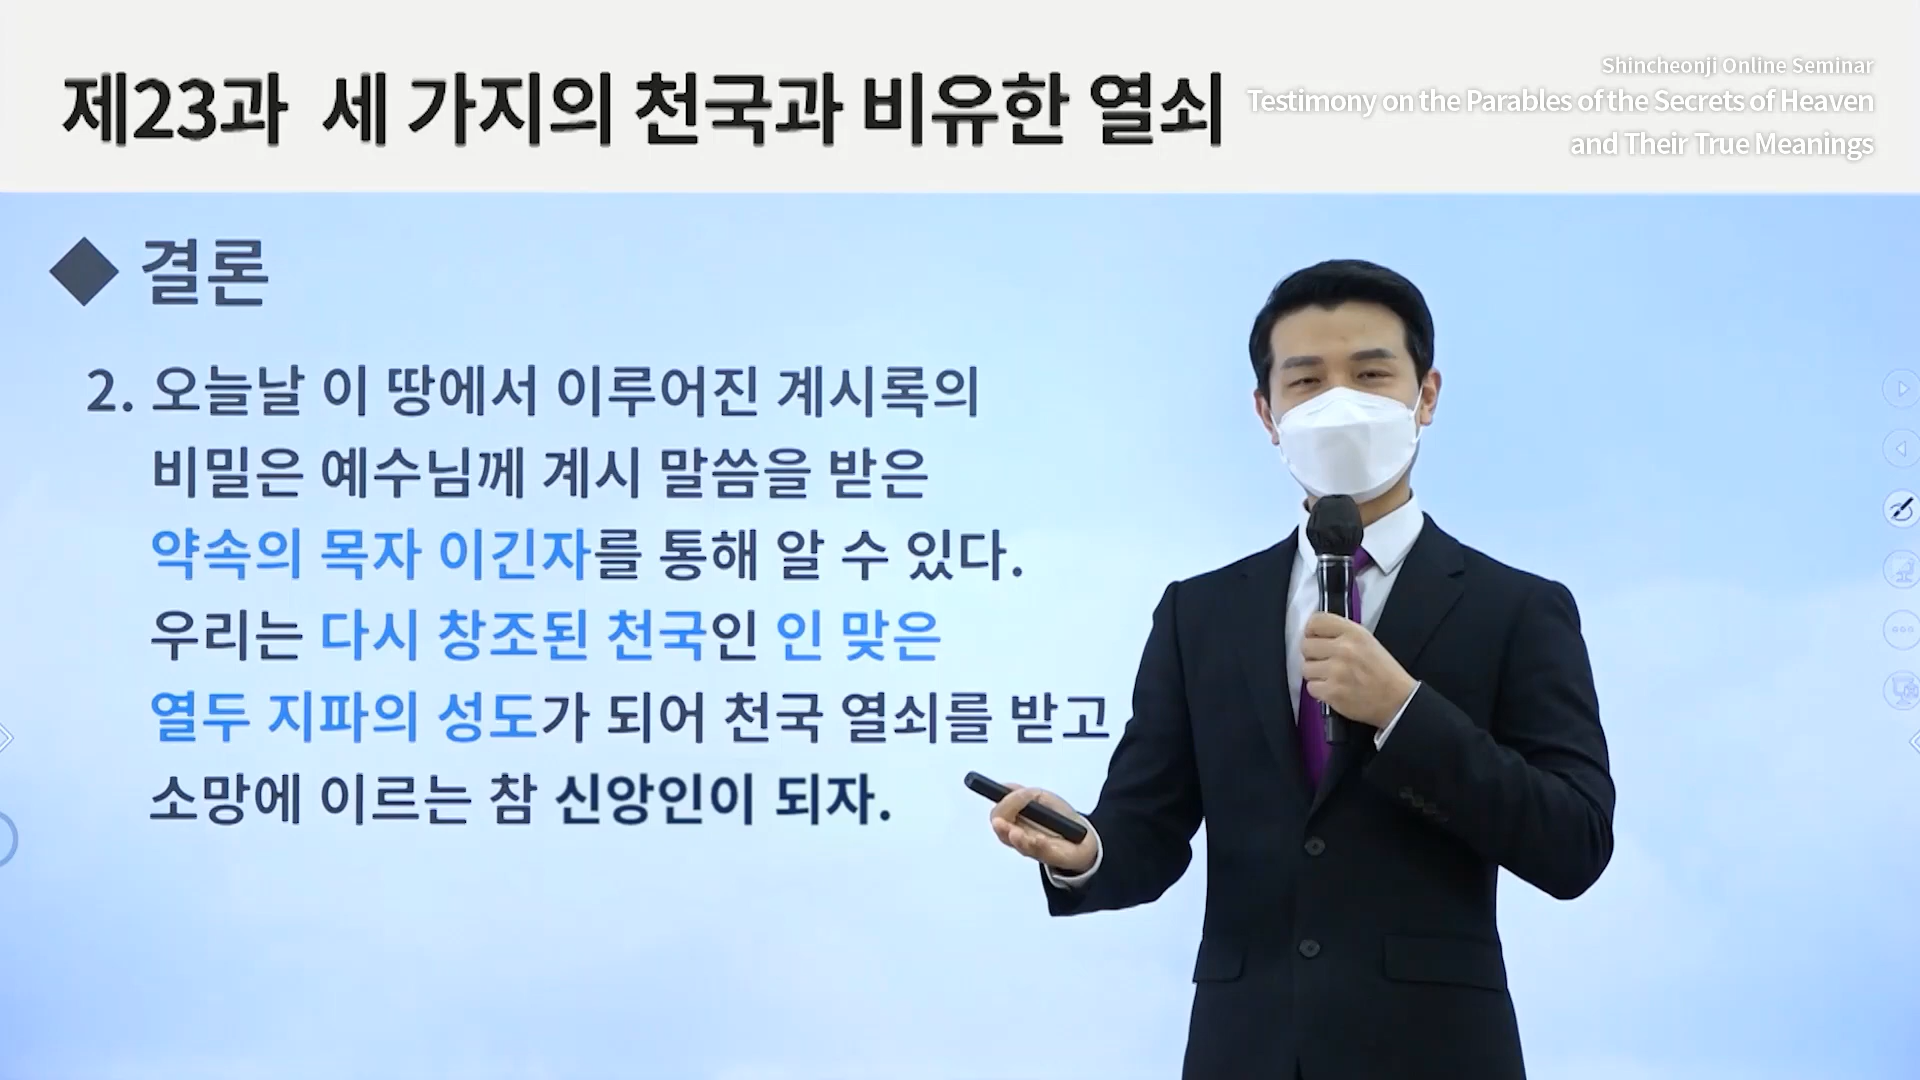 제23과 세 가지의 천국과 비유한 열쇠
Shincheonji Online Seminar
Testimony on the Parables of the Secrets of Heaven
and Their True Meanings
◆ 결론
2. 오늘날 이 땅에서 이루어진 계시록의
비밀은 예수님께 계시 말씀을 받은
약속의 목자 이긴자를 통해 알 수 있다.
우리는 다시 창조된 천국인 인 맞은
열두 지파의 성도가 되어 천국 열쇠를 받고
소망에 이르는 참 신앙인이 되자.